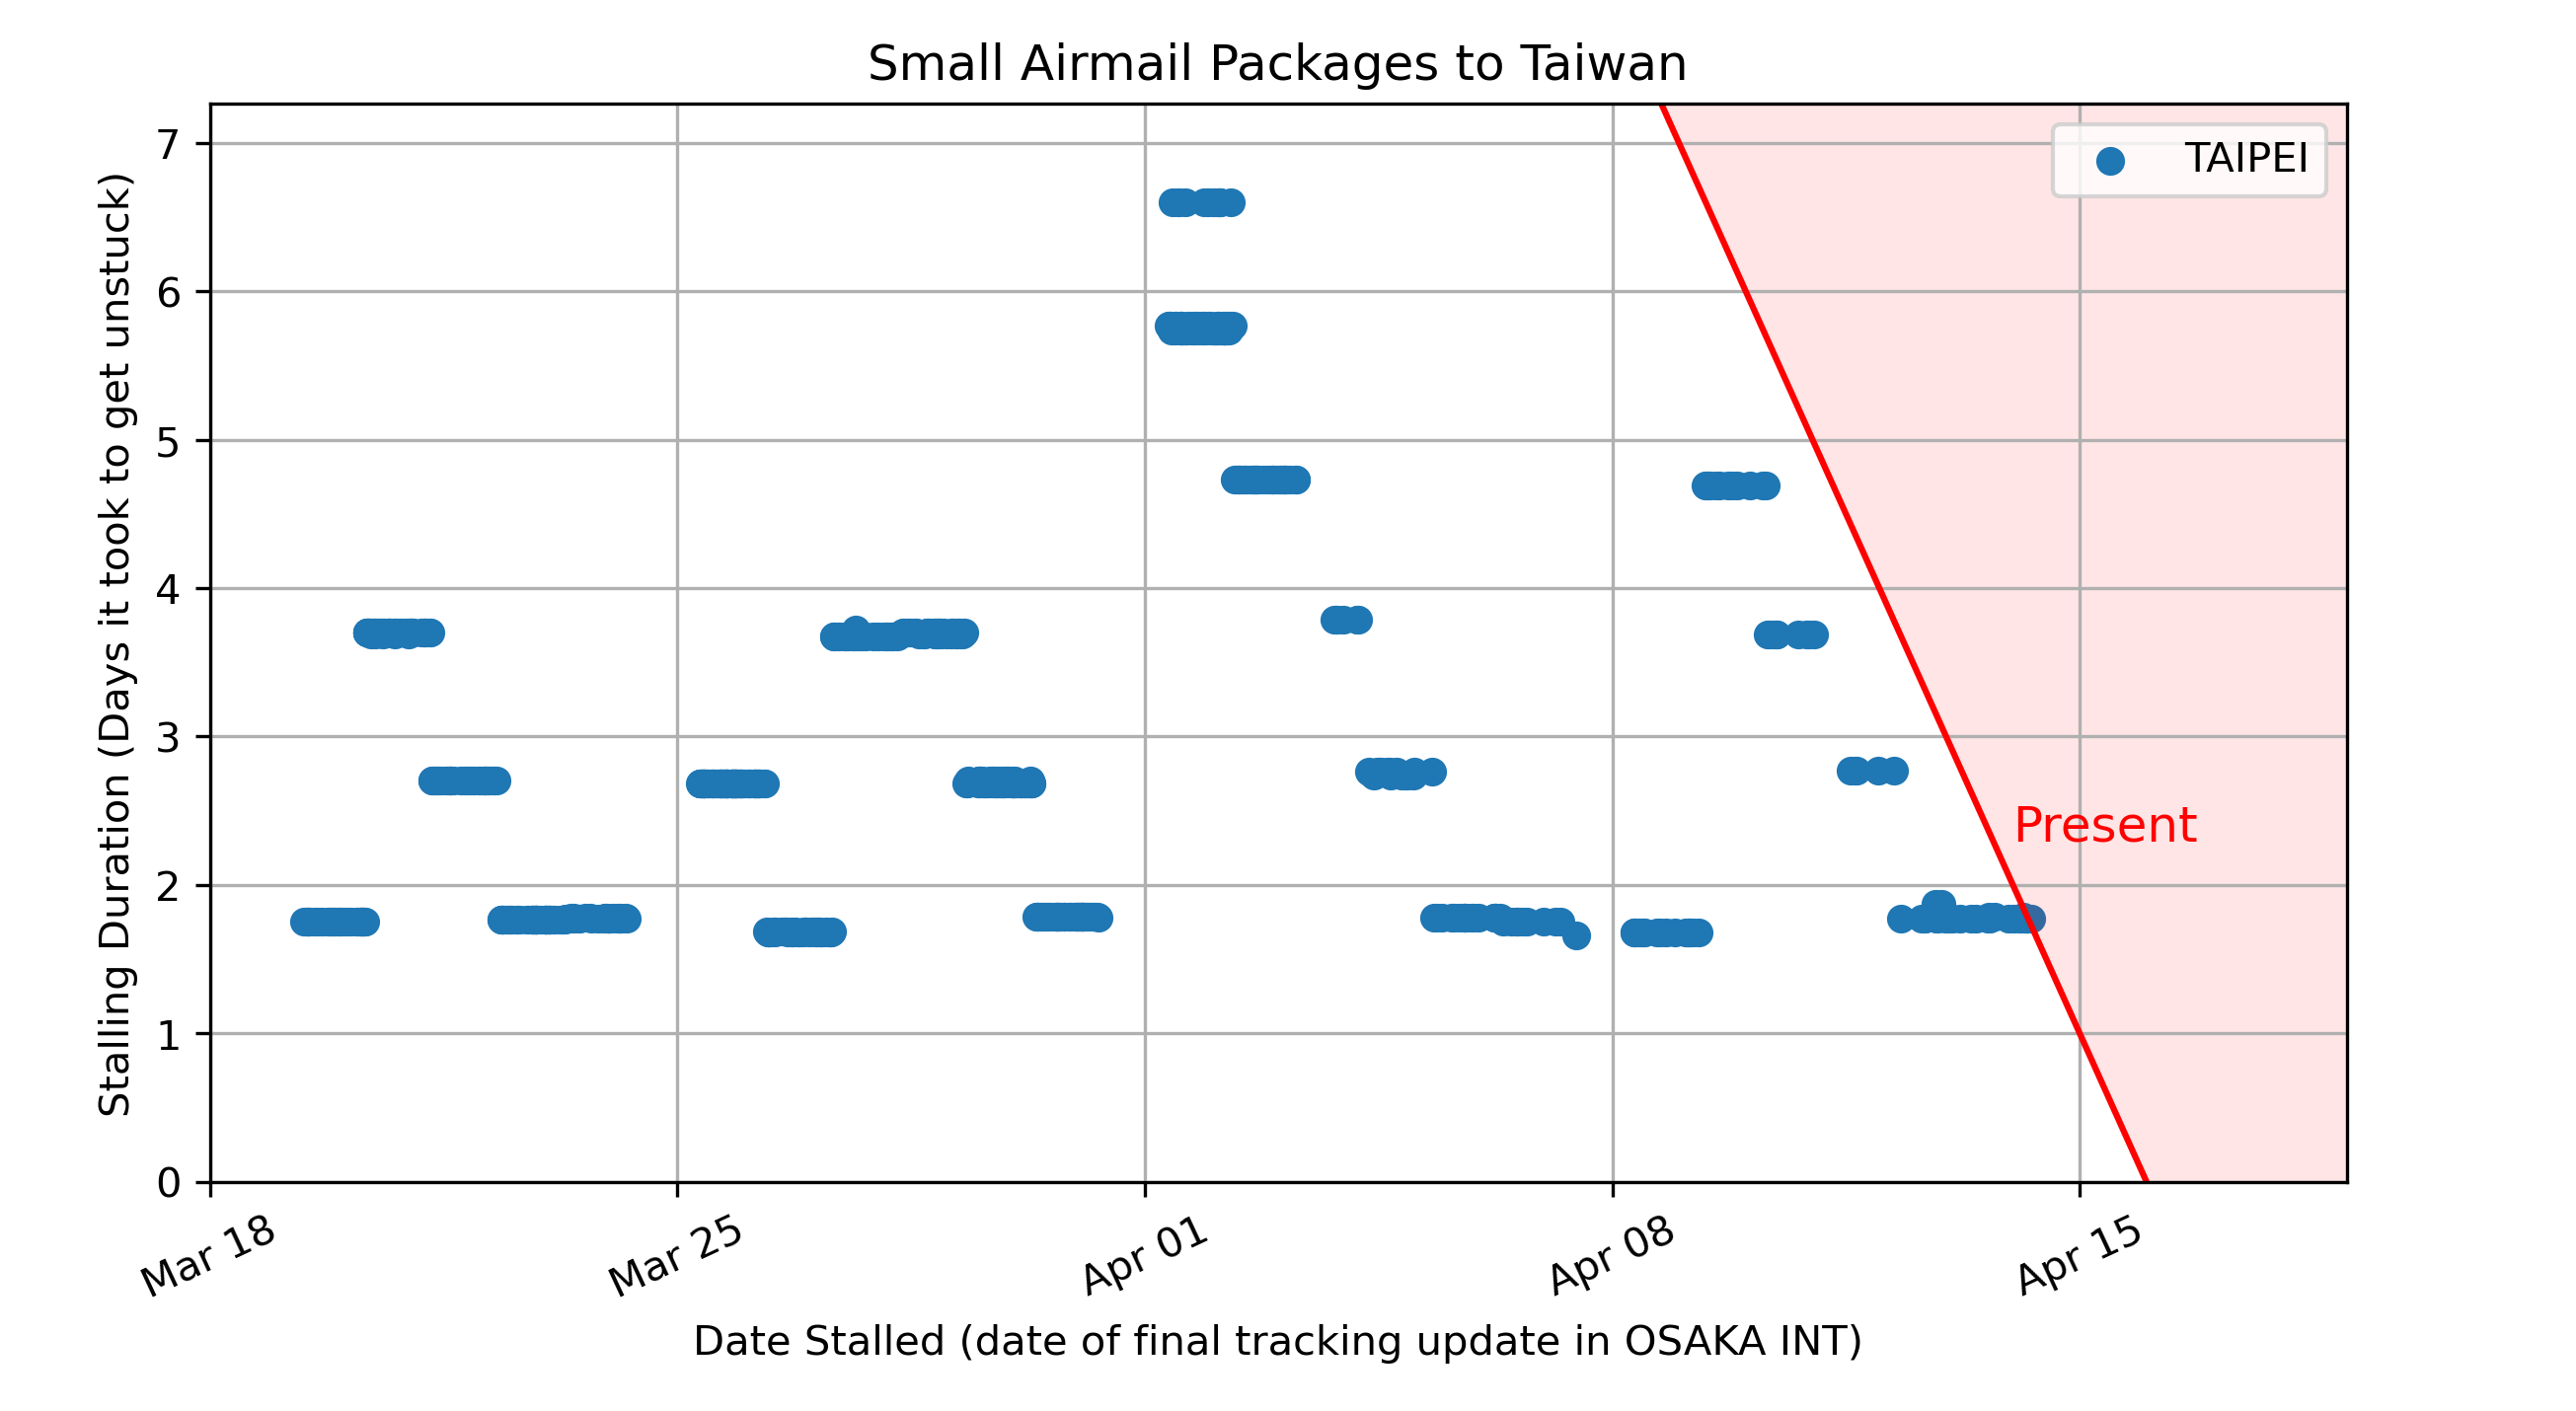 Small Airmail Packages to Taiwan
Stalling Duration (Days it took to get unstuck)
7
6
5
4
3
2
1
0
TAIPEI
Present
Mar 18
Mar 25
Apr 01
Apr 08
Apr 15
Date Stalled (date of final tracking update in OSAKA INT)